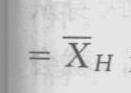 = X̅_H